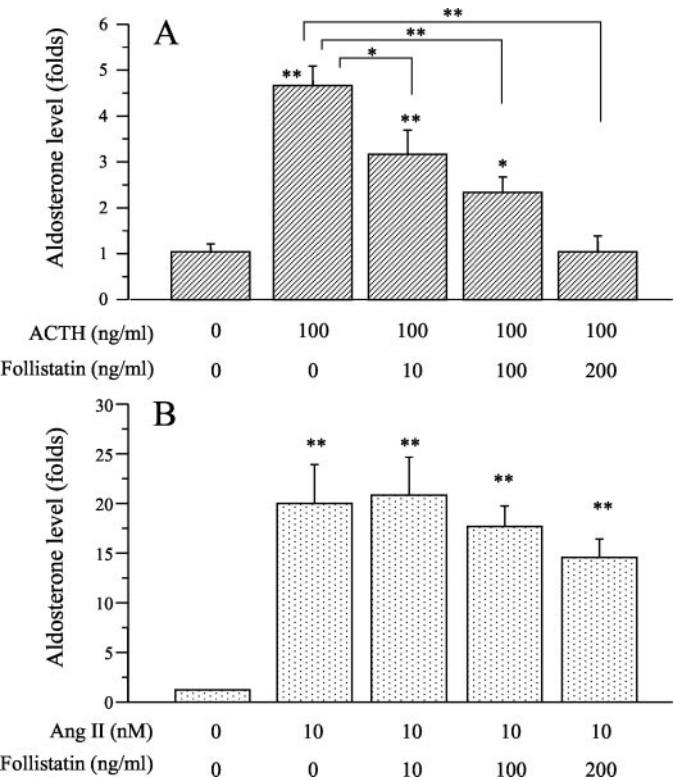 A
Aldosterone level (folds)
6
5
4
3
2
1
0
**
**
*
**
**
*
ACTH (ng/ml) 0 100 100 100 100
Follistatin (ng/ml) 0 0 10 100 200
B
Aldosterone level (folds)
30
25
20
15
10
5
0
** ** ** **
Ang II (nM) 0 10 10 10 10
Follistatin (ng/ml) 0 0 10 100 200